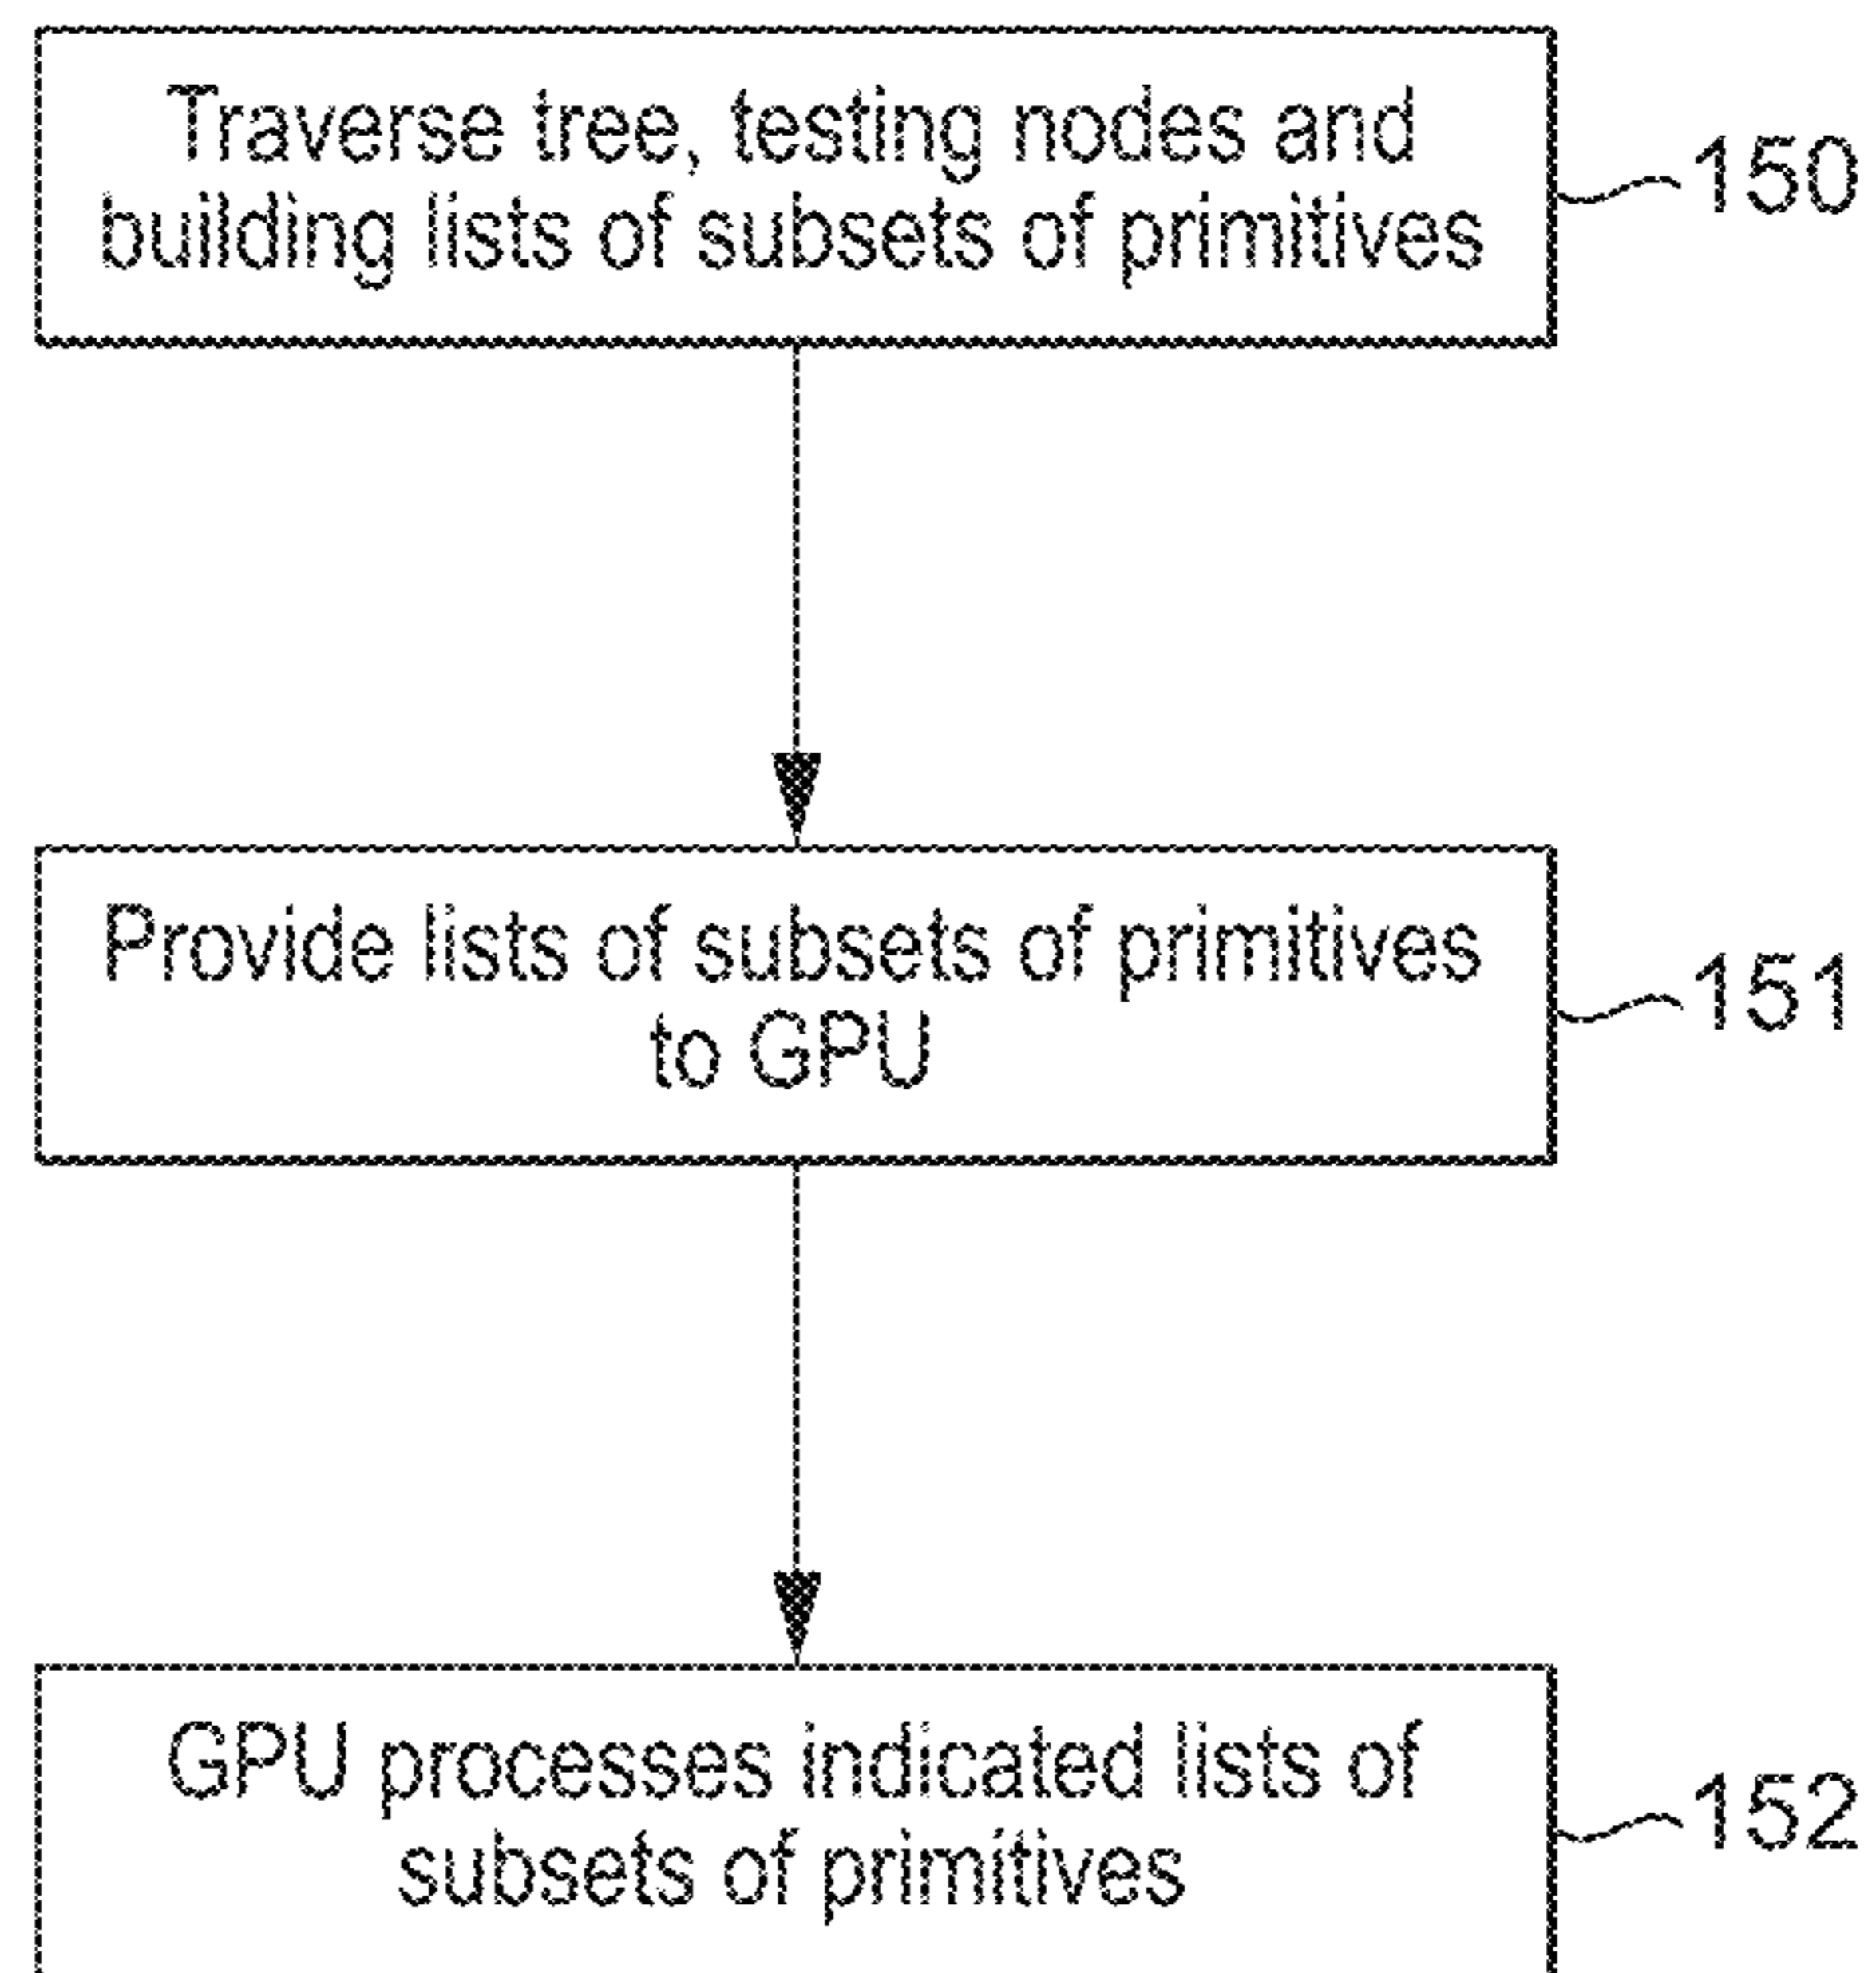 Traverse tree, testing nodes and
building lists of subsets of primitives
150
Provide lists of subsets of primitives
to GPU
151
GPU processes indicated lists of
subsets of primitives
152